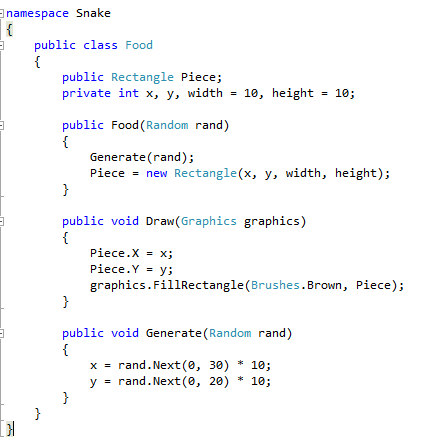 namespace Snake
{
    public class Food
    {
        public Rectangle Piece;
        private int x, y, width = 10, height = 10;

        public Food(Random rand)
        {
            Generate(rand);
            Piece = new Rectangle(x, y, width, height);
        }

        public void Draw(Graphics graphics)
        {
            Piece.X = x;
            Piece.Y = y;
            graphics.FillRectangle(Brushes.Brown, Piece);
        }

        public void Generate(Random rand)
        {
            x = rand.Next(0, 30) * 10;
            y = rand.Next(0, 20) * 10;
        }
    }
}